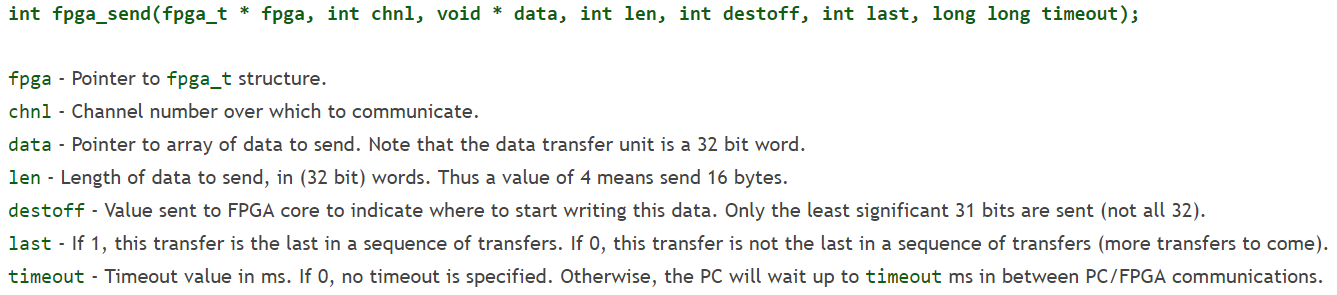 int fpga_send(fpga_t * fpga, int chnl, void * data, int len, int destoff, int last, long long timeout);
fpga - Pointer to fpga_t structure.
chnl - Channel number over which to communicate.
data - Pointer to array of data to send. Note that the data transfer unit is a 32 bit word.
len - Length of data to send, in (32 bit) words. Thus a value of 4 means send 16 bytes.
destoff - Value sent to FPGA core to indicate where to start writing this data. Only the least significant 31 bits are sent (not all 32).
last - If 1, this transfer is the last in a sequence of transfers. If 0, this transfer is not the last in a sequence of transfers (more transfers to come).
timeout - Timeout value in ms. If 0, no timeout is specified. Otherwise, the PC will wait up to timeout ms in between PC/FPGA communications.